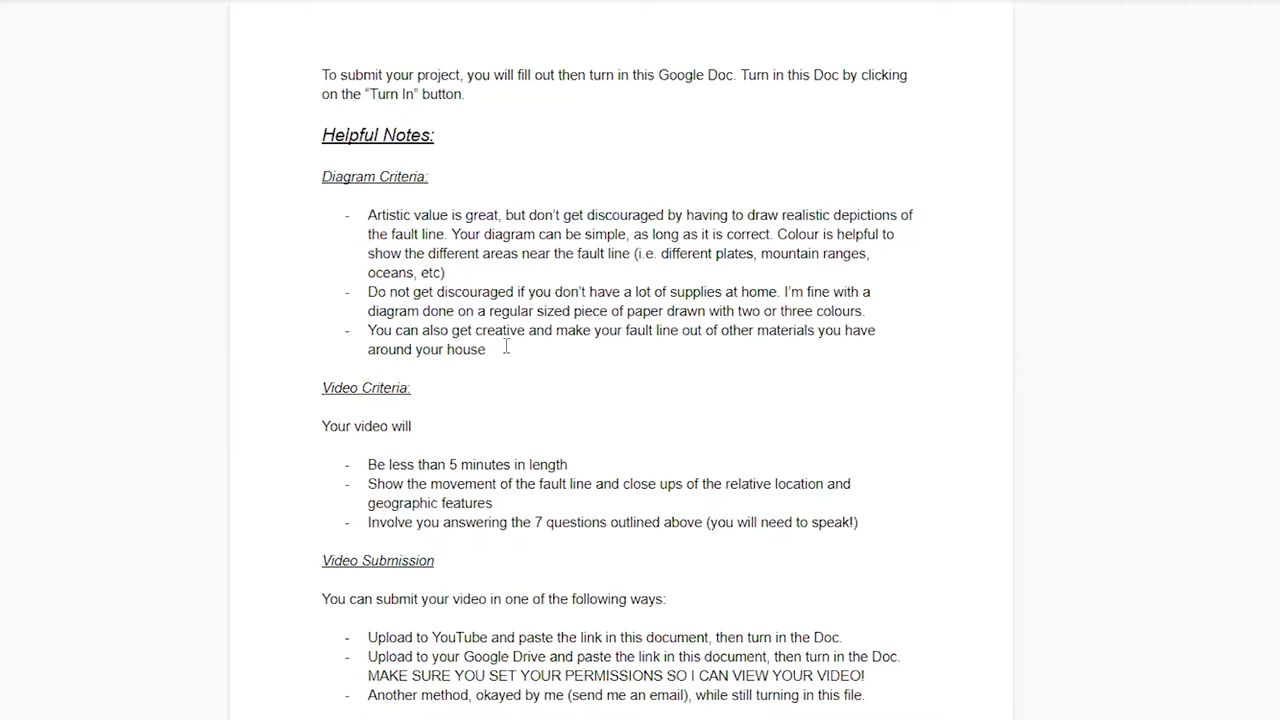 To submit your project, you will fill out then turn in this Google Doc. Turn in this Doc by clicking
on the “Turn In” button.
Helpful Notes:
Diagram Criteria:
- Artistic value is great, but don’t get discouraged by having to draw realistic depictions of
the fault line. Your diagram can be simple, as long as it is correct. Colour is helpful to
show the different areas near the fault line (i.e. different plates, mountain ranges,
oceans, etc)
- Do not get discouraged if you don’t have a lot of supplies at home. I’m fine with a
diagram done on a regular sized piece of paper drawn with two or three colours.
- You can also get creative and make your fault line out of other materials you have
around your house
Video Criteria:
Your video will
- Be less than 5 minutes in length
- Show the movement of the fault line and close ups of the relative location and
geographic features
- Involve you answering the 7 questions outlined above (you will need to speak!)
Video Submission
You can submit your video in one of the following ways:
- Upload to YouTube and paste the link in this document, then turn in the Doc.
- Upload to your Google Drive and paste the link in this document, then turn in the Doc.
MAKE SURE YOU SET YOUR PERMISSIONS SO I CAN VIEW YOUR VIDEO!
- Another method, okayed by me (send me an email), while still turning in this file.